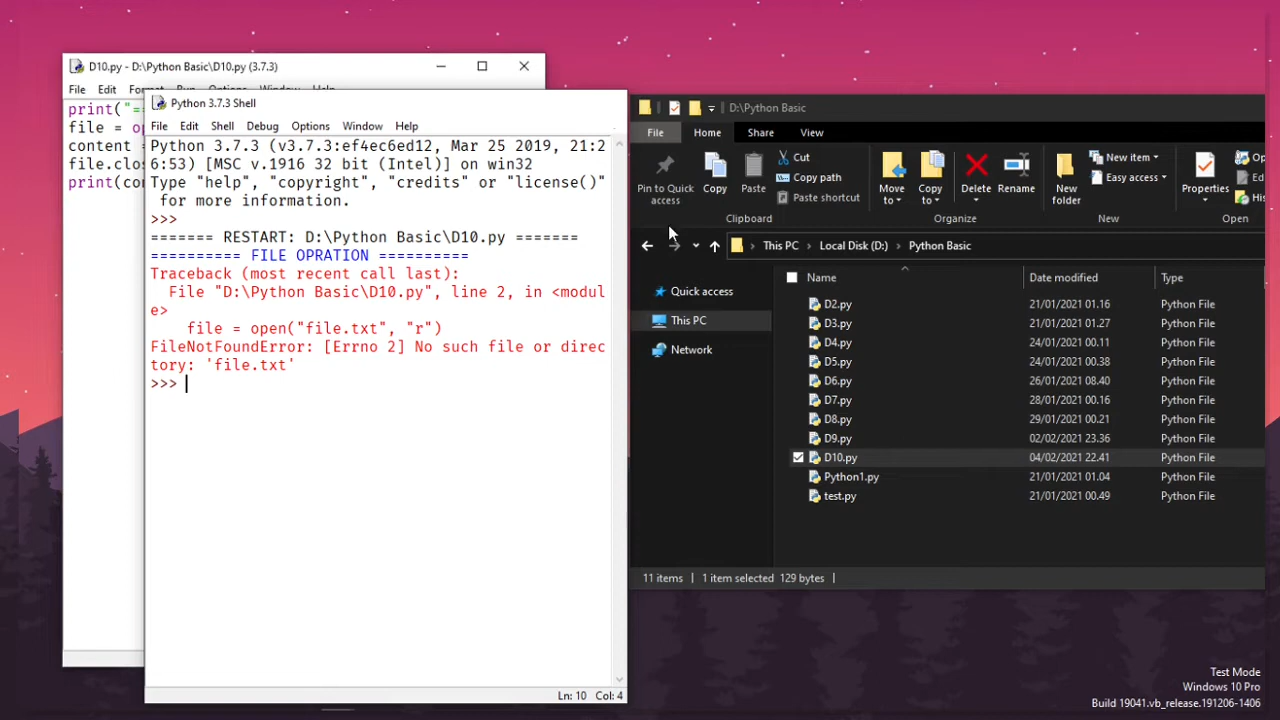 D10.py - D:\Python Basic\D10.py (3.7.3)
File Edit Format Run Options Window Help
print("==
file = op
content =
file.clos
print(con
Python 3.7.3 Shell
File Edit Shell Debug Options Window Help
Python 3.7.3 (v3.7.3:ef4ec6ed12, Mar 25 2019, 21:2
6:53) [MSC v.1916 32 bit (Intel)] on win32
Type "help", "copyright", "credits" or "license()"
for more information.
>>>
======= RESTART: D:\Python Basic\D10.py =======
========== FILE OPRATION ==========
Traceback (most recent call last):
File "D:\Python Basic\D10.py", line 2, in <modul
e>
file = open("file.txt", "r")
FileNotFoundError: [Errno 2] No such file or direc
tory: 'file.txt'
>>>
Ln: 10 Col: 4
D:\Python Basic
File Home Share View
Pin to Quick access
Copy
Paste
Cut
Copy path
Paste shortcut
Clipboard
Move to
Copy to
Delete
Rename
Organize
New folder
New item
Easy access
New
Properties
Op
Ed
His
Open
This PC > Local Disk (D:) > Python Basic
Quick access
This PC
Network
Name Date modified Type
D2.py 21/01/2021 01.16 Python File
D3.py 21/01/2021 01.27 Python File
D4.py 24/01/2021 00.11 Python File
D5.py 24/01/2021 00.38 Python File
D6.py 26/01/2021 08.40 Python File
D7.py 28/01/2021 00.16 Python File
D8.py 29/01/2021 00.21 Python File
D9.py 02/02/2021 23.36 Python File
D10.py 04/02/2021 22.41 Python File
Python1.py 21/01/2021 01.04 Python File
test.py 21/01/2021 00.49 Python File
11 items 1 item selected 129 bytes
Test Mode
Windows 10 Pro
Build 19041.vb_release.191206-1406